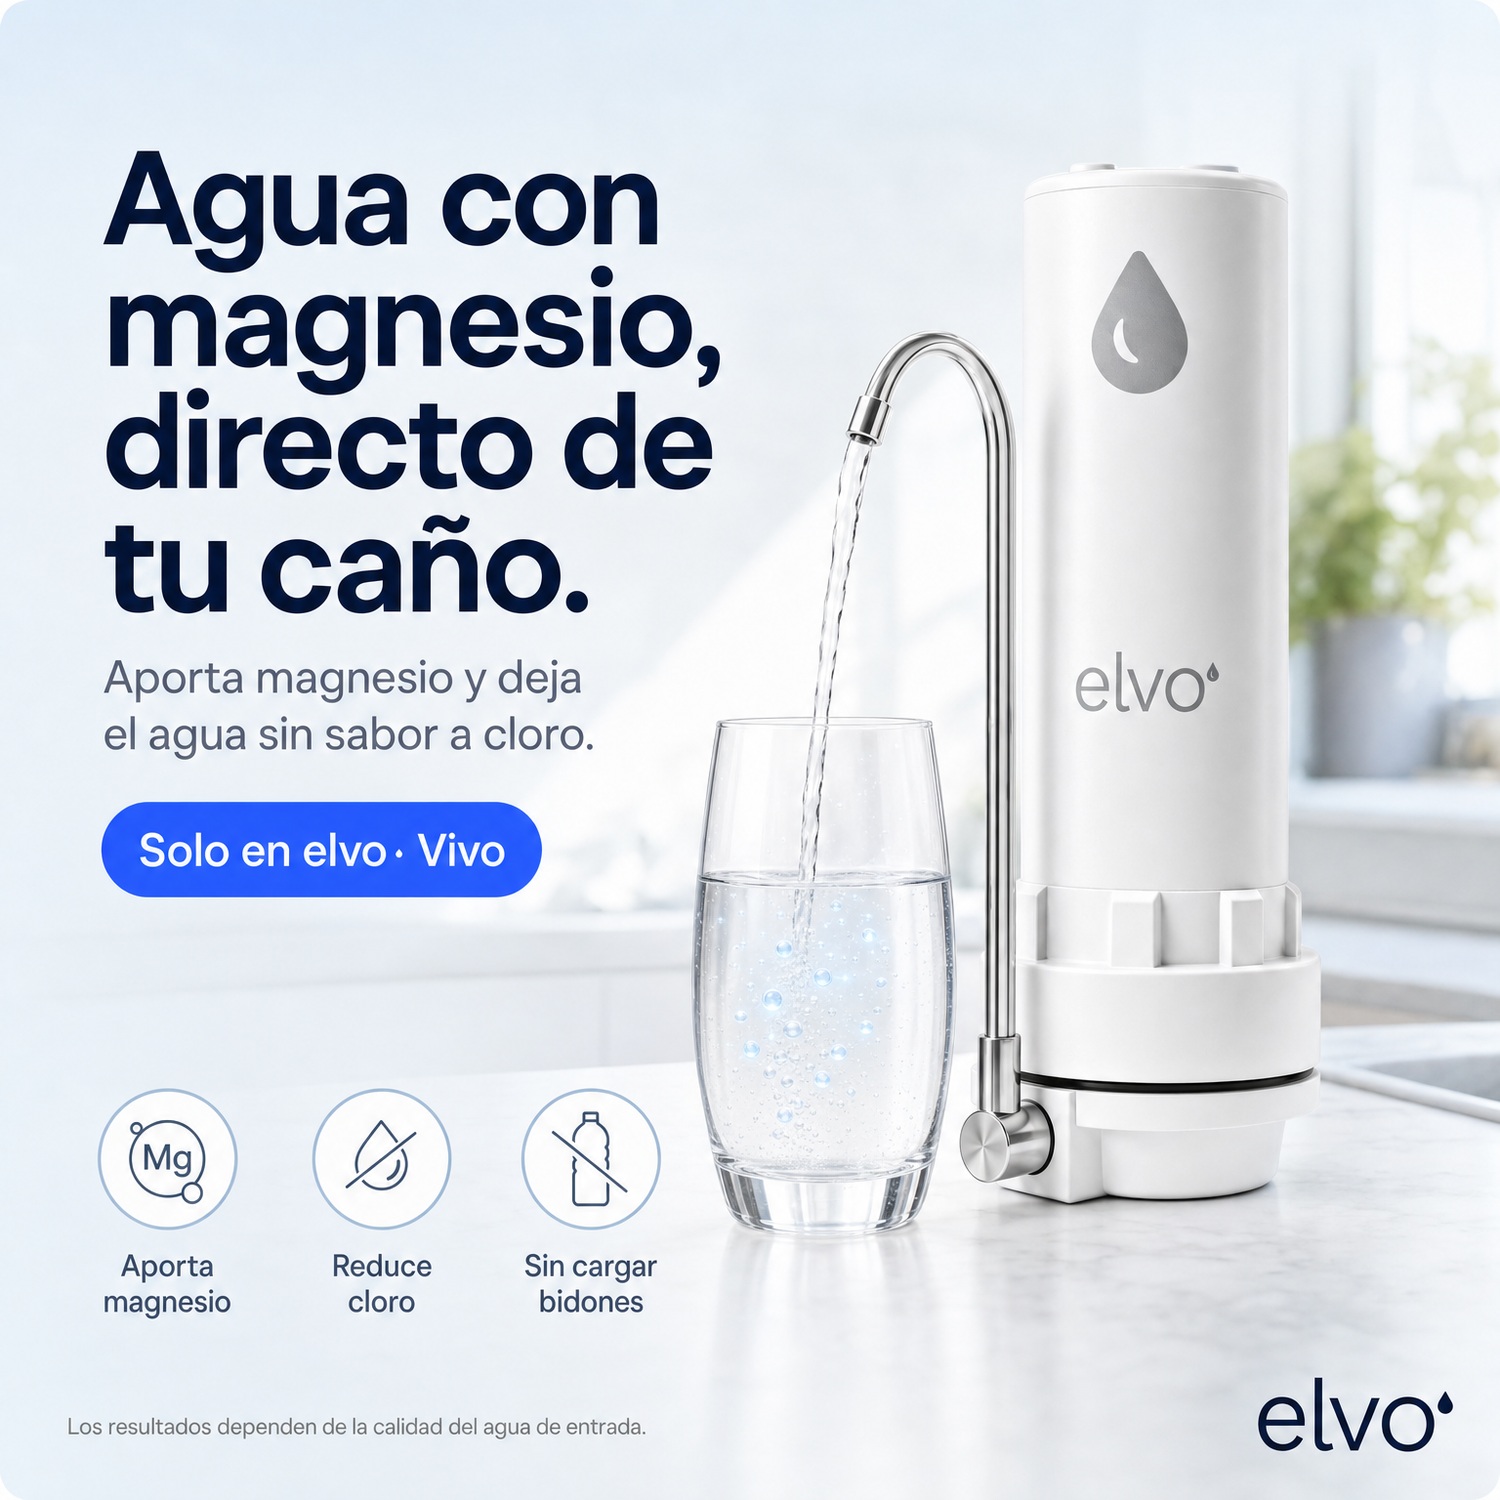 Agua con
magnesio,
directo de
tu caño.
Aporta magnesio y deja
el agua sin sabor a cloro.
Solo en elvo · Vivo
elvo
Mg
Aporta
magnesio
Reduce
cloro
Sin cargar
bidones
Los resultados dependen de la calidad del agua de entrada.
elvo